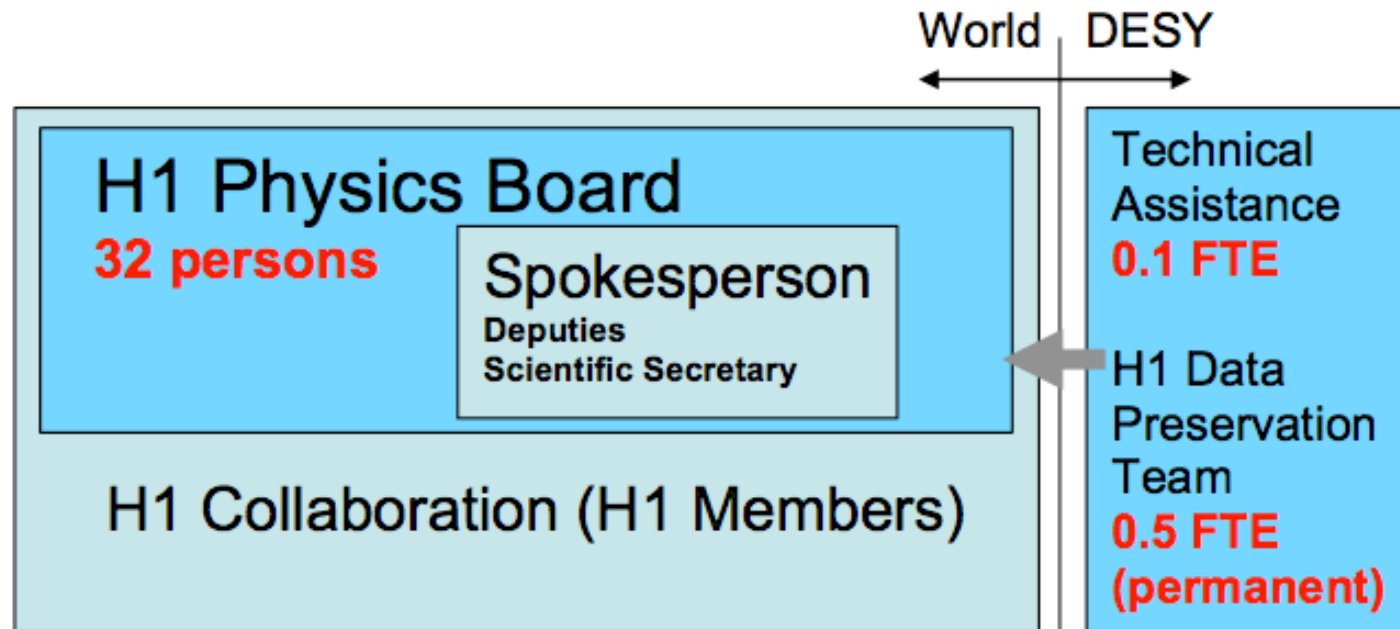 World DESY
H1 Physics Board
32 persons
Spokesperson
Deputies
Scientific Secretary
H1 Collaboration (H1 Members)
Technical
Assistance
0.1 FTE
H1 Data
Preservation
Team
0.5 FTE
(permanent)